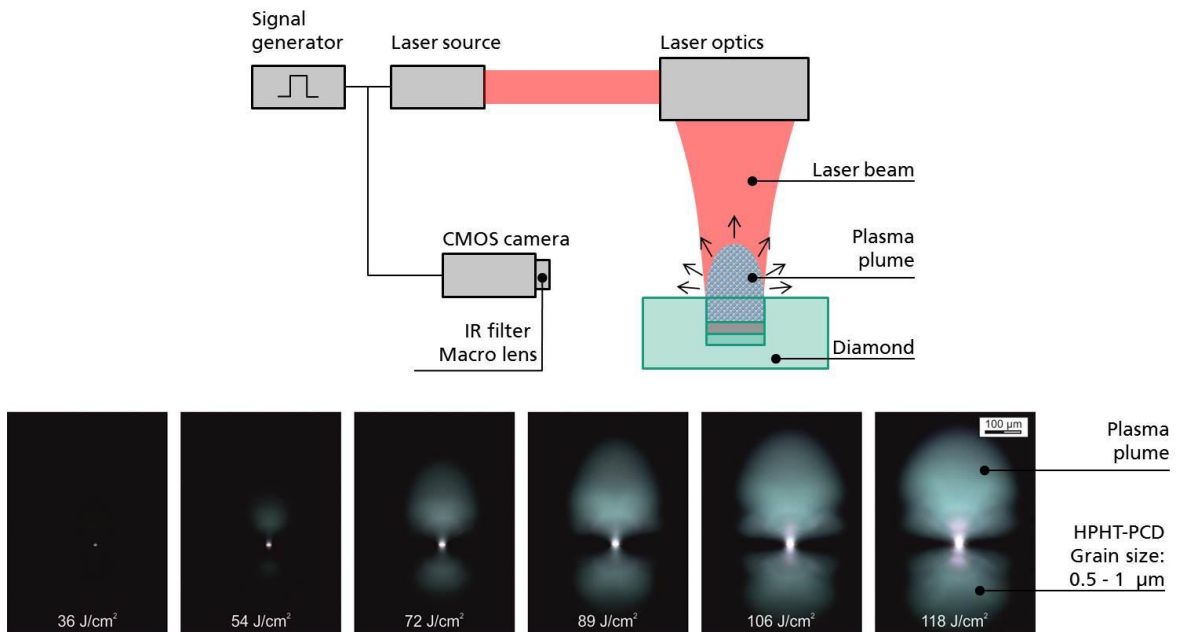 Signal
generator
Laser source
Laser optics
Laser beam
CMOS camera
Plasma
plume
IR filter
Macro lens
Diamond
100 µm
Plasma
plume
HPHT-PCD
Grain size:
0.5 - 1 µm
36 J/cm²
54 J/cm²
72 J/cm²
89 J/cm²
106 J/cm²
118 J/cm²